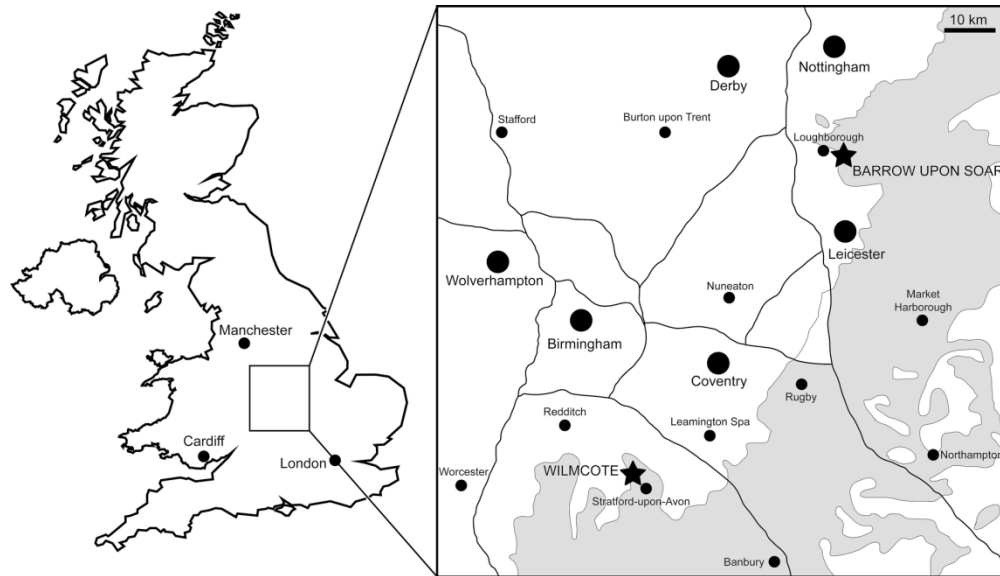 Manchester
Cardiff
London
10 km
Nottingham
Derby
Stafford
Burton upon Trent
Loughborough
BARROW UPON SOAR
Leicester
Wolverhampton
Nuneaton
Market
Harborough
Birmingham
Coventry
Rugby
Redditch
Leamington Spa
Northampton
WILMCOTE
Worcester
Stratford-upon-Avon
Banbury